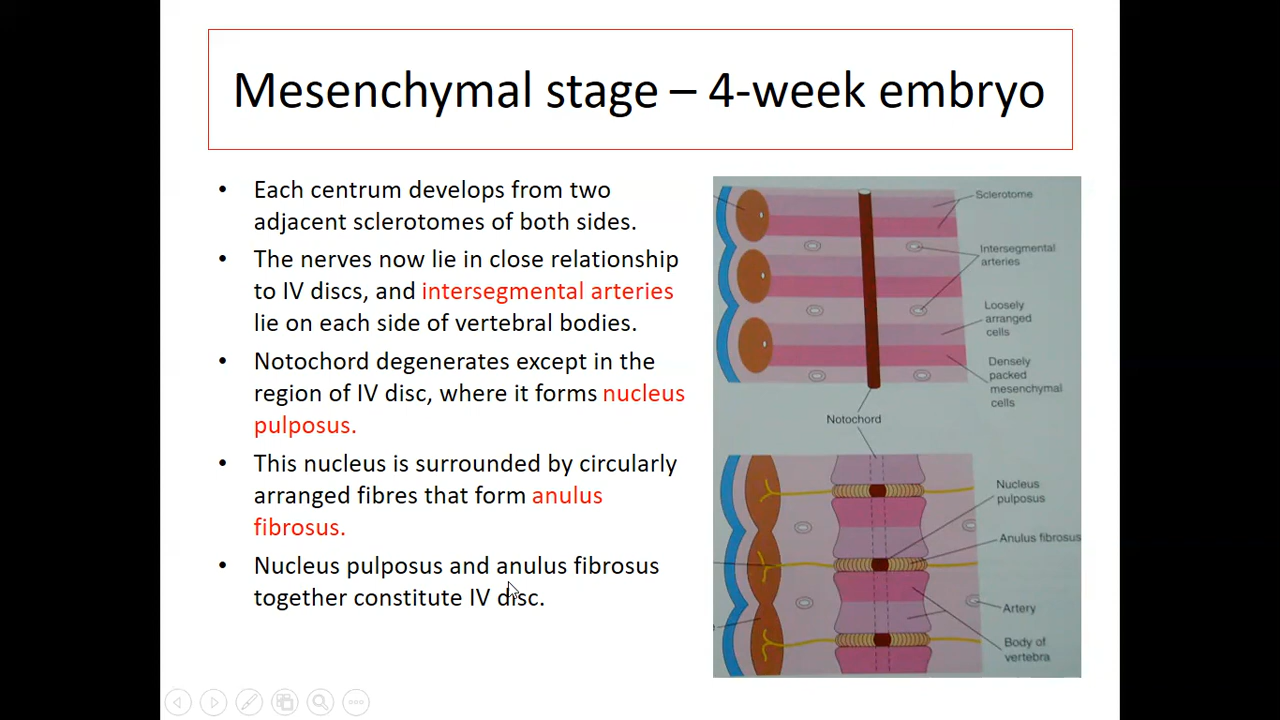 Mesenchymal stage – 4-week embryo
• Each centrum develops from two
adjacent sclerotomes of both sides.
• The nerves now lie in close relationship
to IV discs, and intersegmental arteries
lie on each side of vertebral bodies.
• Notochord degenerates except in the
region of IV disc, where it forms nucleus
pulposus.
• This nucleus is surrounded by circularly
arranged fibres that form anulus
fibrosus.
• Nucleus pulposus and anulus fibrosus
together constitute IV disc.
Sclerotome
Intersegmental
arteries
Loosely
arranged
cells
Densely
packed
mesenchymal
cells
Notochord
Nucleus
pulposus
Anulus fibrosus
Artery
Body of
vertebra